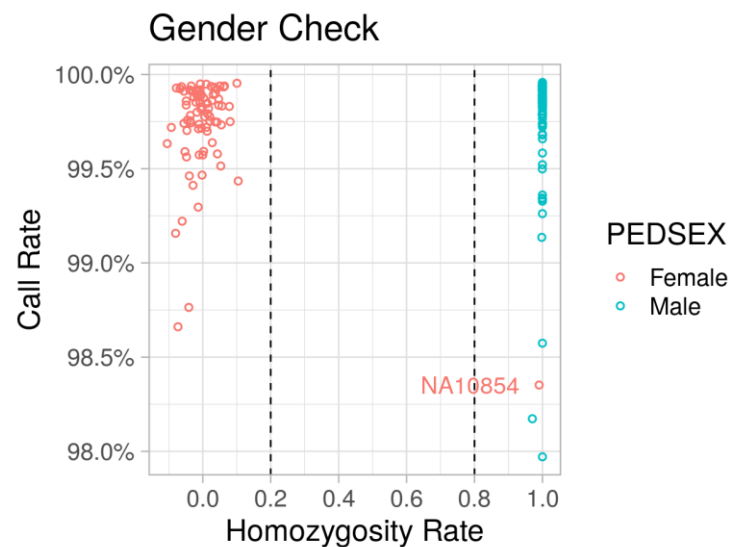 Gender Check
100.0%
99.5%
99.0%
98.5%
98.0%
Call Rate
NA10854
0.0 0.2 0.4 0.6 0.8 1.0
Homozygosity Rate
PEDSEX
Female
Male